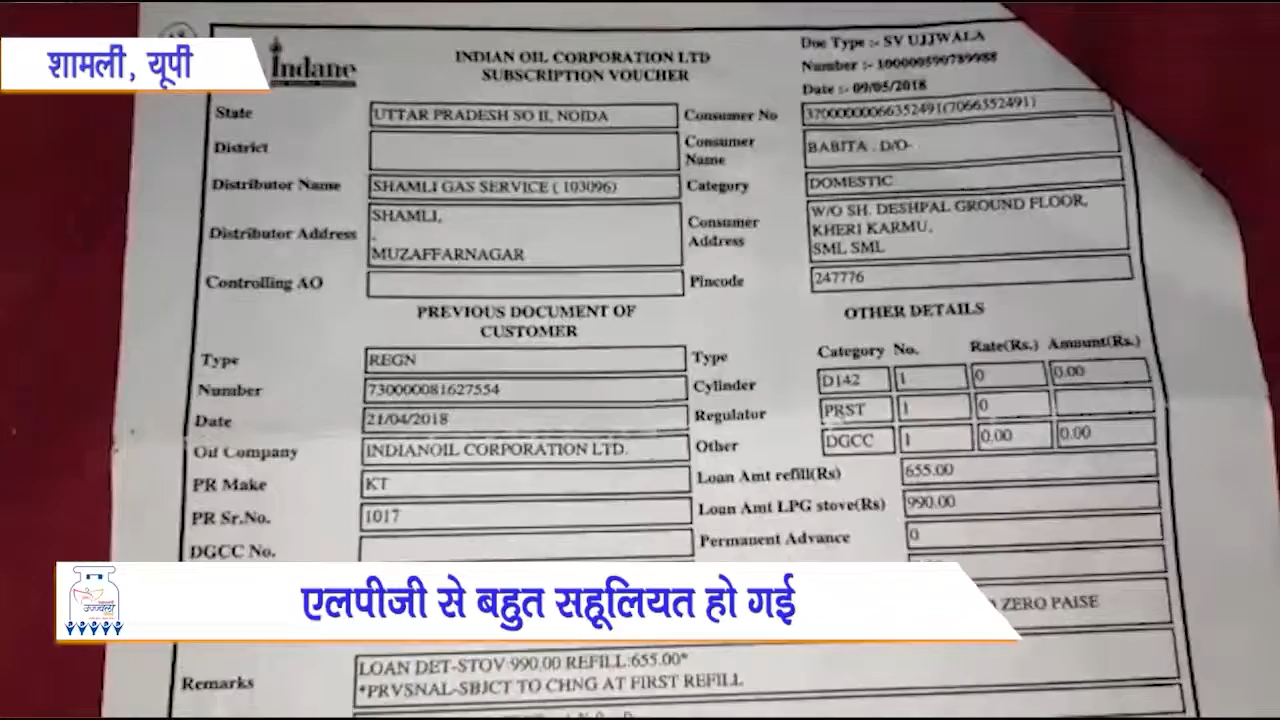 शामली, यूपी
Indane
INDIAN OIL CORPORATION LTD
SUBSCRIPTION VOUCHER
Doc Type :- SV UJJWALA
Number :- 100000590789988
Date :- 09/05/2018
State UTTAR PRADESH SO II, NOIDA Consumer No 3700000066352491(7066352491)
District Consumer Name BABITA . D/O-
Distributor Name SHAMLI GAS SERVICE ( 103096) Category DOMESTIC
Distributor Address SHAMLI, Consumer Address W/O SH. DESHPAL GROUND FLOOR,
, KHERI KARMU,
MUZAFFARNAGAR SML SML
Controlling AO Pincode 247776
PREVIOUS DOCUMENT OF
CUSTOMER
OTHER DETAILS
Type REGN Type Category No. Rate(Rs.) Amount(Rs.)
Number 730000081627554 Cylinder D142 1 0 0.00
Date 21/04/2018 Regulator PRST 1 0
Oil Company INDIANOIL CORPORATION LTD. Other DGCC 1 0.00 0.00
PR Make KT Loan Amt refill(Rs) 655.00
PR Sr.No. 1017 Loan Amt LPG stove(Rs) 990.00
DGCC No. Permanent Advance 0
ZERO PAISE
एलपीजी से बहुत सहूलियत हो गई
Remarks LOAN DET-STOV:990.00 REFILL:655.00*
*PRVSNAL-SBJCT TO CHNG AT FIRST REFILL